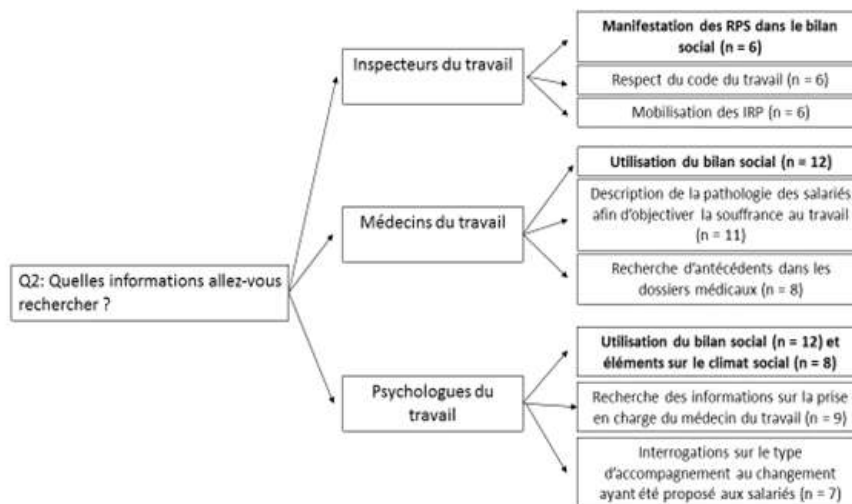 Q2: Quelles informations allez-vous
rechercher ?
Inspecteurs du travail
Manifestation des RPS dans le bilan
social (n = 6)
Respect du code du travail (n = 6)
Mobilisation des IRP (n = 6)
Médecins du travail
Utilisation du bilan social (n = 12)
Description de la pathologie des salariés
afin d'objectiver la souffrance au travail
(n = 11)
Recherche d'antécédents dans les
dossiers médicaux (n = 8)
Psychologues du
travail
Utilisation du bilan social (n = 12) et
éléments sur le climat social (n = 8)
Recherche des informations sur la prise
en charge du médecin du travail (n = 9)
Interrogations sur le type
d'accompagnement au changement
ayant été proposé aux salariés (n = 7)